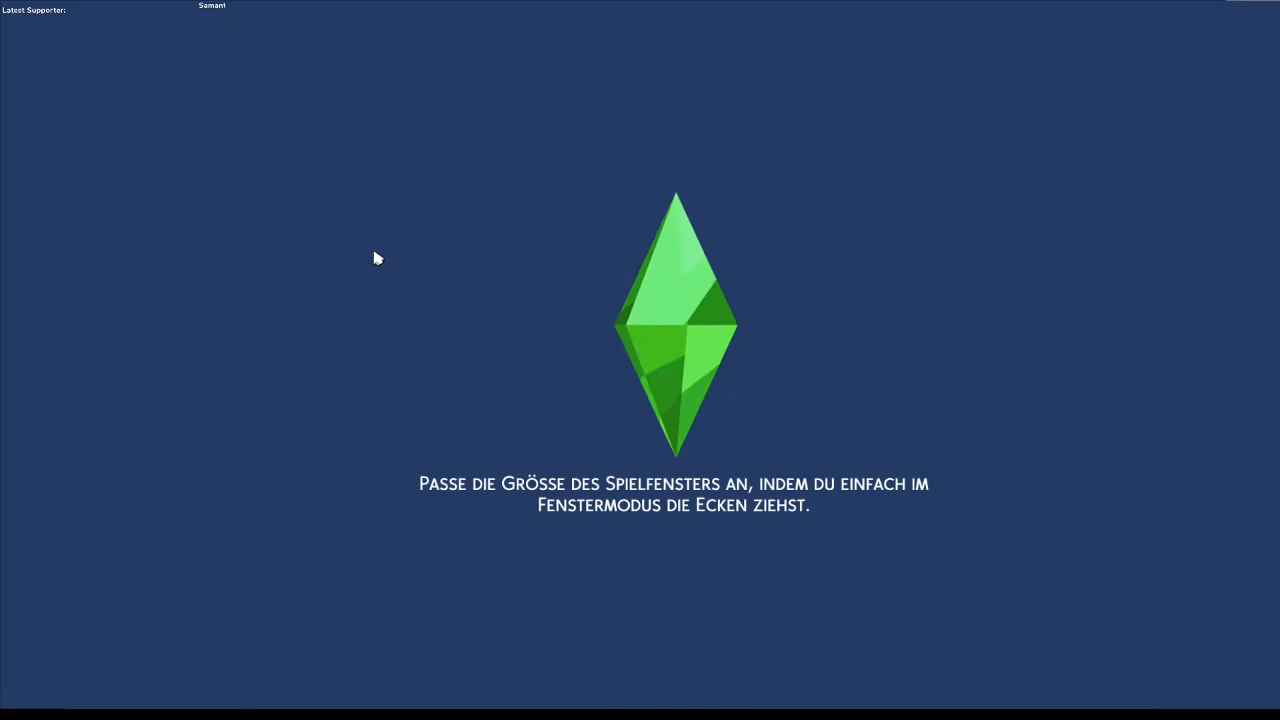 Latest Supporter:
Samant
Passe die Grösse des Spielfensters an, indem du einfach im
Fenstermodus die Ecken ziehst.